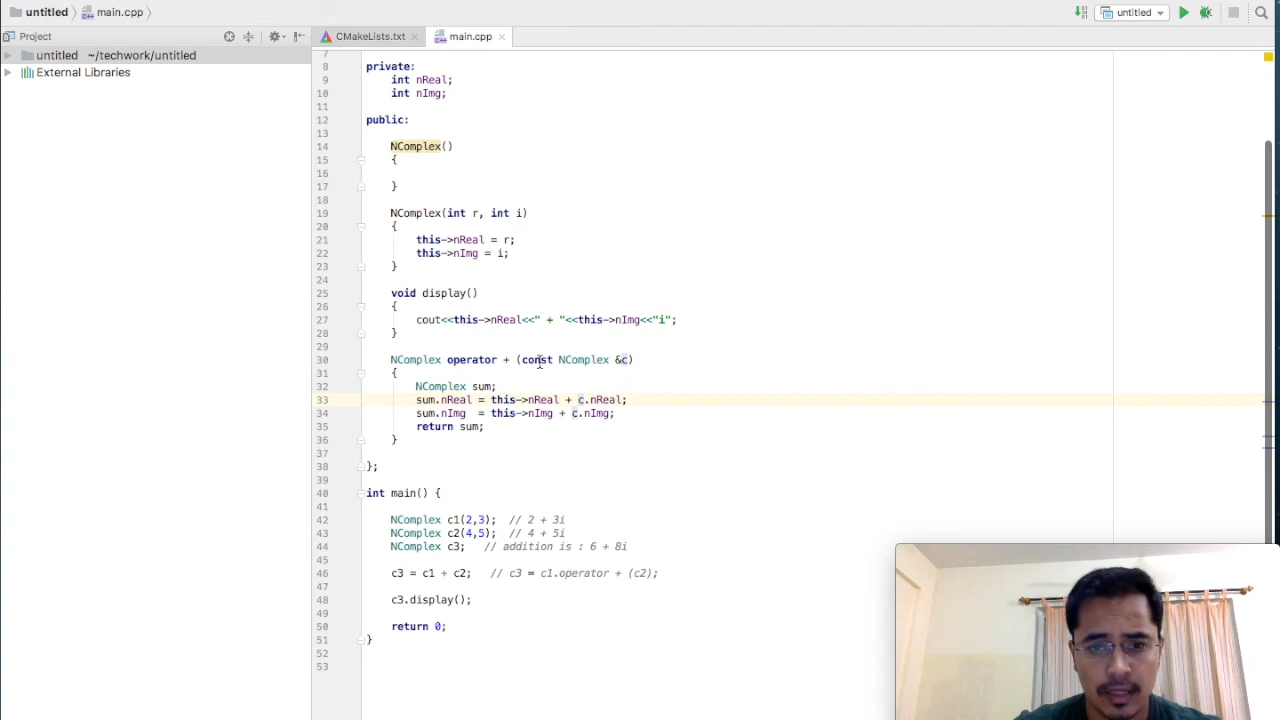 untitled main.cpp untitled
Project CMakeLists.txt main.cpp
untitled ~/techwork/untitled
External Libraries
7
8 private:
9 int nReal;
10 int nImg;
11
12 public:
13
14 NComplex()
15 {
16
17 }
18
19 NComplex(int r, int i)
20 {
21 this->nReal = r;
22 this->nImg = i;
23 }
24
25 void display()
26 {
27 cout<<this->nReal<<" + "<<this->nImg<<"i";
28 }
29
30 NComplex operator + (const NComplex &c)
31 {
32 NComplex sum;
33 sum.nReal = this->nReal + c.nReal;
34 sum.nImg = this->nImg + c.nImg;
35 return sum;
36 }
37
38 };
39
40 int main() {
41
42 NComplex c1(2,3); // 2 + 3i
43 NComplex c2(4,5); // 4 + 5i
44 NComplex c3; // addition is : 6 + 8i
45
46 c3 = c1 + c2; // c3 = c1.operator + (c2);
47
48 c3.display();
49
50 return 0;
51 }
52
53